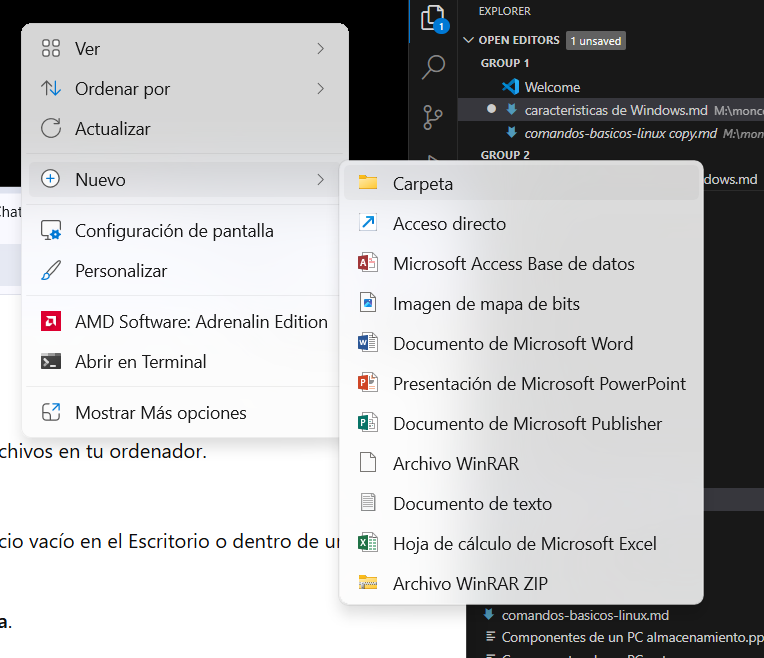 Ver
Ordenar por
Actualizar
Nuevo
Configuración de pantalla
Personalizar
AMD Software: Adrenalin Edition
Abrir en Terminal
Mostrar Más opciones
Carpeta
Acceso directo
Microsoft Access Base de datos
Imagen de mapa de bits
Documento de Microsoft Word
Presentación de Microsoft PowerPoint
Documento de Microsoft Publisher
Archivo WinRAR
Documento de texto
Hoja de cálculo de Microsoft Excel
Archivo WinRAR ZIP
EXPLORER
1
OPEN EDITORS 1 unsaved
GROUP 1
Welcome
caracteristicas de Windows.md M:\monc
comandos-basicos-linux copy.md M:\mon
GROUP 2
dows.md
comandos-basicos-linux.md
Componentes de un PC almacenamiento.pp
Chat
chivos en tu ordenador.
cio vacío en el Escritorio o dentro de un
a.